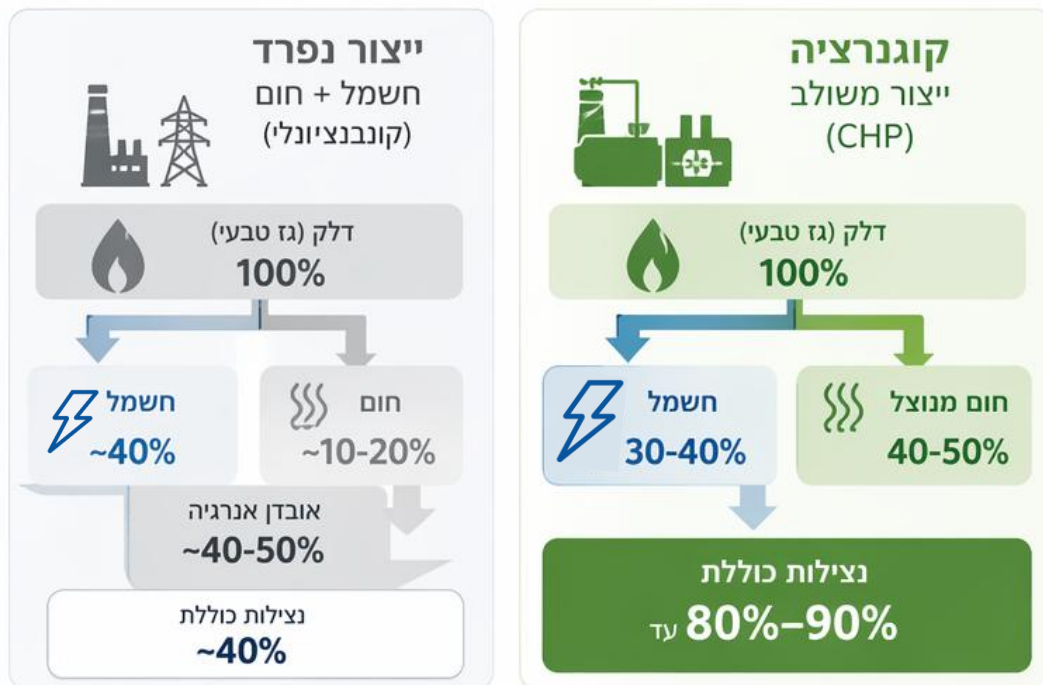 קוגנרציה
ייצור משולב
(CHP)
דלק (גז טבעי)
100%
חשמל
30-40%
חום מנוצל
40-50%
נצילות כוללת
עד 80%–90%
ייצור נפרד
חשמל + חום
(קונבנציונלי)
דלק (גז טבעי)
100%
חשמל
~40%
חום
~10-20%
אובדן אנרגיה
~40-50%
נצילות כוללת
~40%